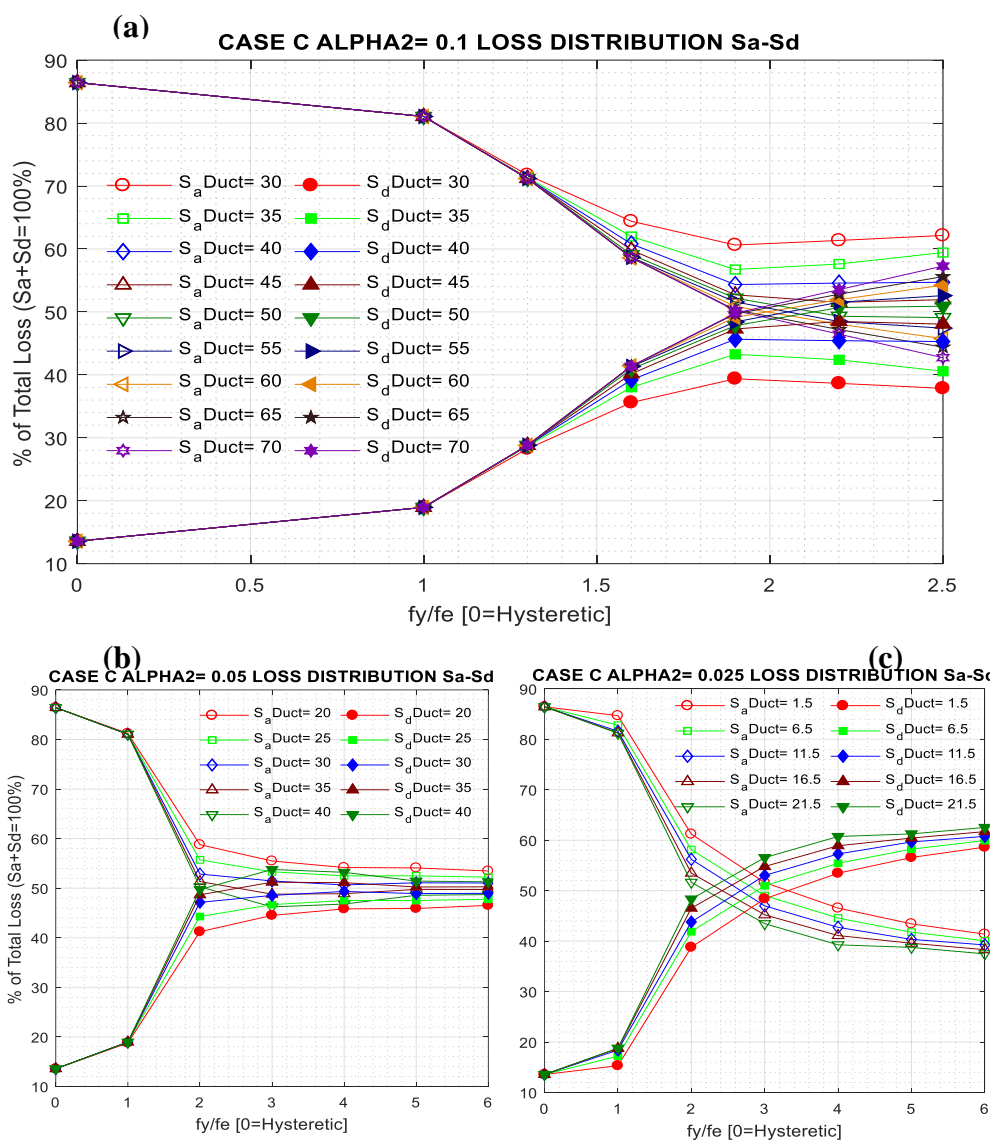 (a)
CASE C ALPHA2= 0.1 LOSS DISTRIBUTION Sa-Sd
% of Total Loss (Sa+Sd=100%)
90
80
70
60
50
40
30
20
10
SaDuct= 30 SdDuct= 30
SaDuct= 35 SdDuct= 35
SaDuct= 40 SdDuct= 40
SaDuct= 45 SdDuct= 45
SaDuct= 50 SdDuct= 50
SaDuct= 55 SdDuct= 55
SaDuct= 60 SdDuct= 60
SaDuct= 65 SdDuct= 65
SaDuct= 70 SdDuct= 70
0 0.5 1 1.5 2 2.5
fy/fe [0=Hysteretic]
(b)
CASE C ALPHA2= 0.05 LOSS DISTRIBUTION Sa-Sd
% of Total Loss (Sa+Sd=100%)
90
80
70
60
50
40
30
20
10
SaDuct= 20 SdDuct= 20
SaDuct= 25 SdDuct= 25
SaDuct= 30 SdDuct= 30
SaDuct= 35 SdDuct= 35
SaDuct= 40 SdDuct= 40
0 1 2 3 4 5 6
fy/fe [0=Hysteretic]
(c)
CASE C ALPHA2= 0.025 LOSS DISTRIBUTION Sa-Sd
90
80
70
60
50
40
30
20
10
SaDuct= 1.5 SdDuct= 1.5
SaDuct= 6.5 SdDuct= 6.5
SaDuct= 11.5 SdDuct= 11.5
SaDuct= 16.5 SdDuct= 16.5
SaDuct= 21.5 SdDuct= 21.5
0 1 2 3 4 5 6
fy/fe [0=Hysteretic]